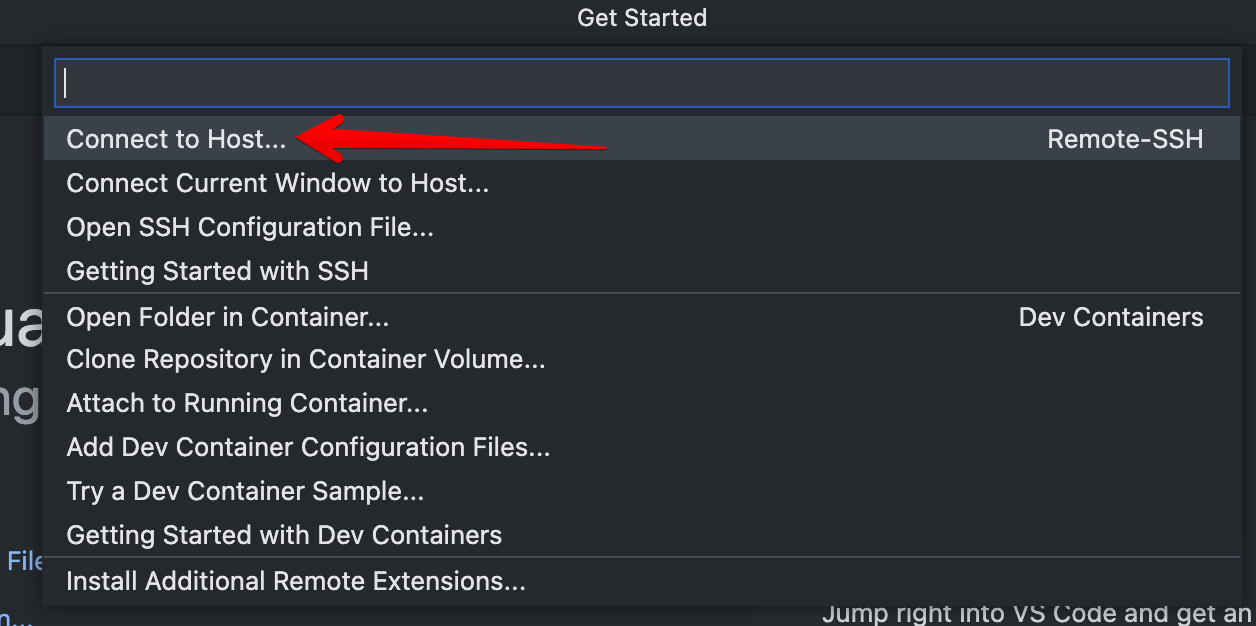 Get Started
Connect to Host...
Remote-SSH
Connect Current Window to Host...
Open SSH Configuration File...
Getting Started with SSH
Open Folder in Container...
Dev Containers
Clone Repository in Container Volume...
Attach to Running Container...
Add Dev Container Configuration Files...
Try a Dev Container Sample...
Getting Started with Dev Containers
File
Install Additional Remote Extensions...
Jump right into VS Code and get an